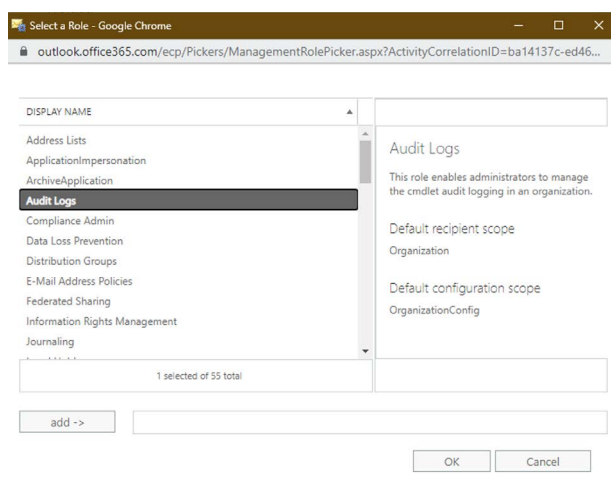 Select a Role - Google Chrome
outlook.office365.com/ecp/Pickers/ManagementRolePicker.aspx?ActivityCorrelationID=ba14137c-ed46...
DISPLAY NAME
Address Lists
ApplicationImpersonation
ArchiveApplication
Audit Logs
Compliance Admin
Data Loss Prevention
Distribution Groups
E-Mail Address Policies
Federated Sharing
Information Rights Management
Journaling
1 selected of 55 total
Audit Logs
This role enables administrators to manage
the cmdlet audit logging in an organization.
Default recipient scope
Organization
Default configuration scope
OrganizationConfig
add ->
OK
Cancel